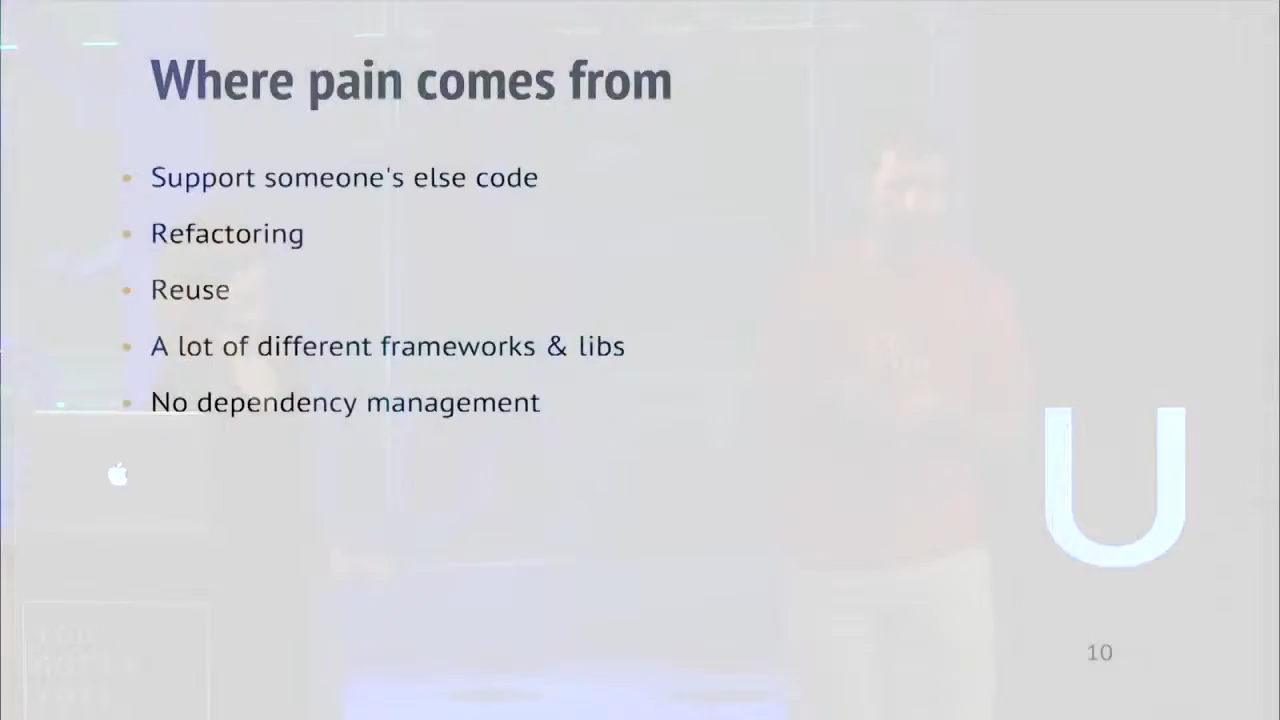 Where pain comes from
Support someone's else code
Refactoring
Reuse
A lot of different frameworks & libs
No dependency management
U
10